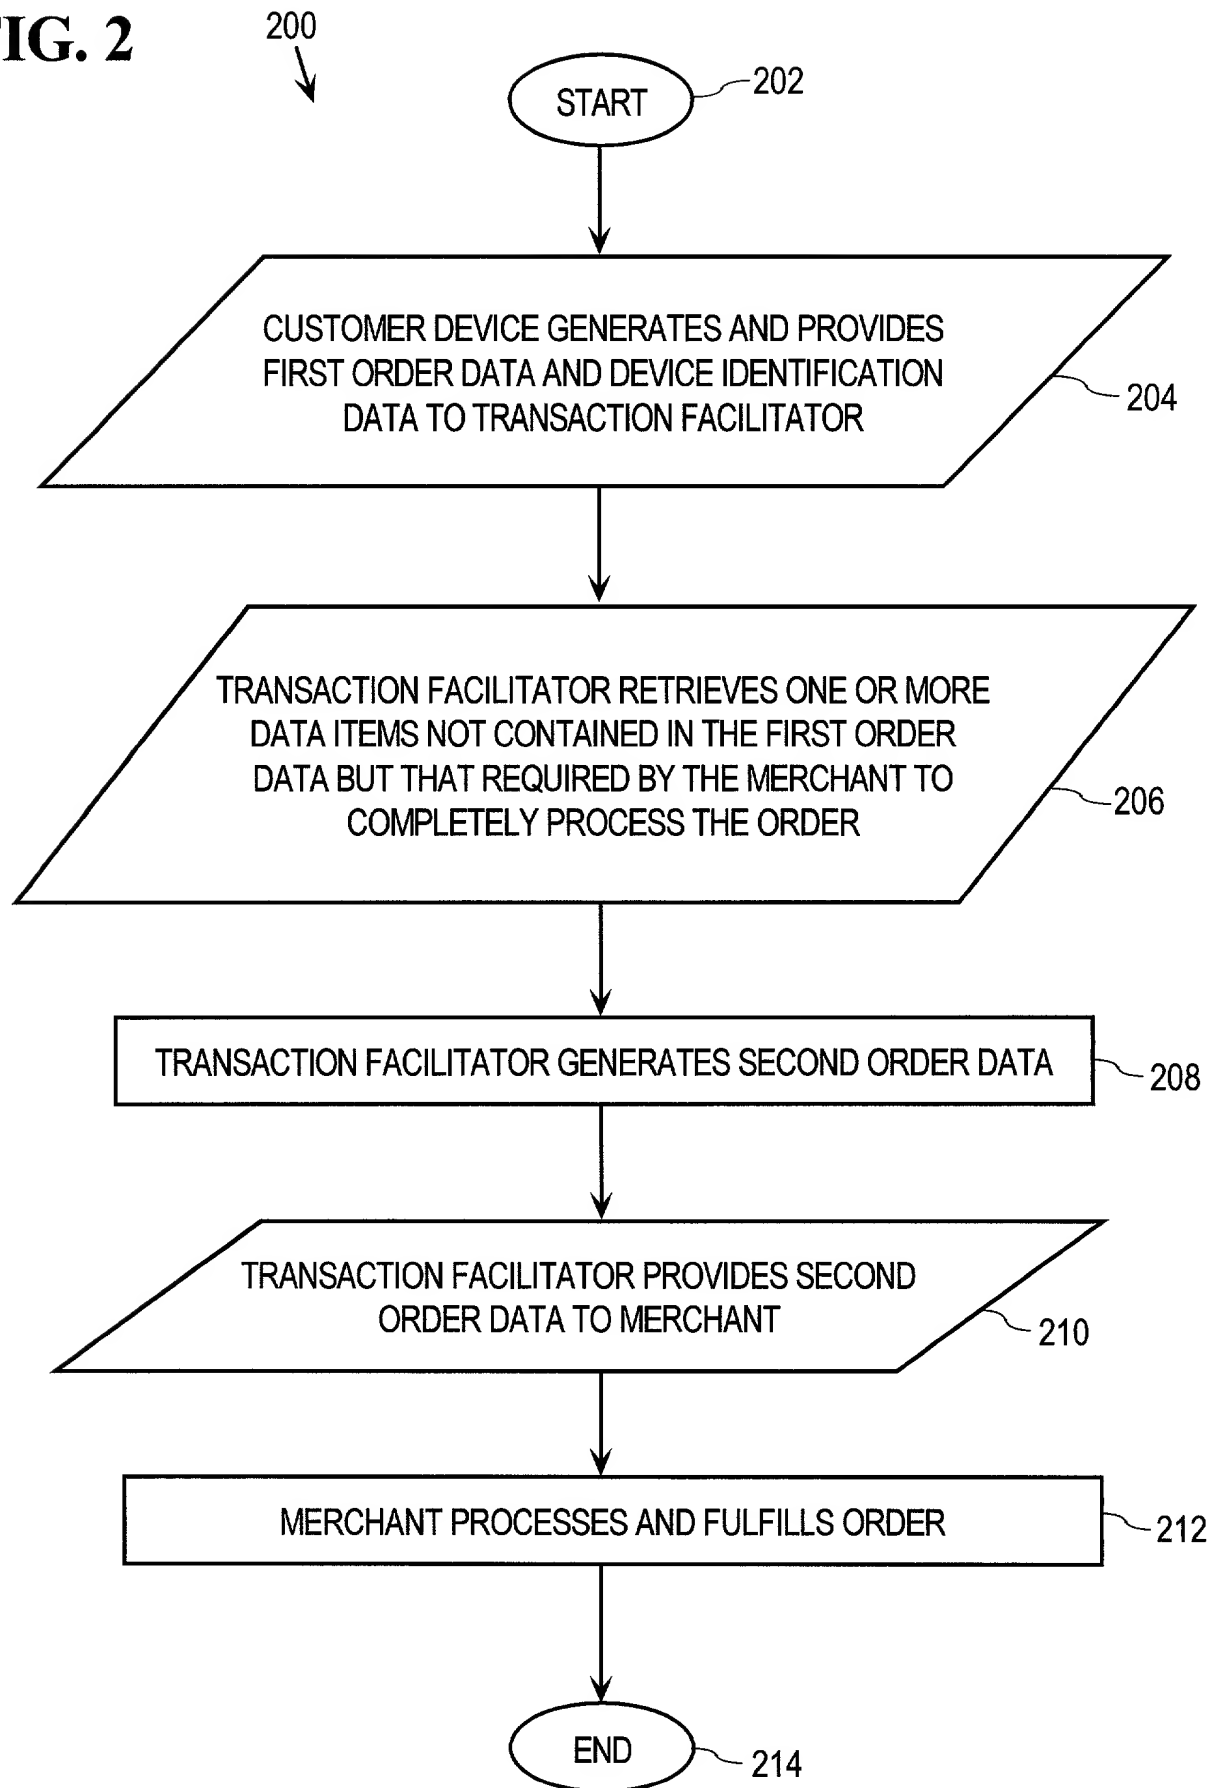 FIG. 2
200
START
202
CUSTOMER DEVICE GENERATES AND PROVIDES
FIRST ORDER DATA AND DEVICE IDENTIFICATION
DATA TO TRANSACTION FACILITATOR
204
TRANSACTION FACILITATOR RETRIEVES ONE OR MORE
DATA ITEMS NOT CONTAINED IN THE FIRST ORDER
DATA BUT THAT REQUIRED BY THE MERCHANT TO
COMPLETELY PROCESS THE ORDER
206
TRANSACTION FACILITATOR GENERATES SECOND ORDER DATA
208
TRANSACTION FACILITATOR PROVIDES SECOND
ORDER DATA TO MERCHANT
210
MERCHANT PROCESSES AND FULFILLS ORDER
212
END
214